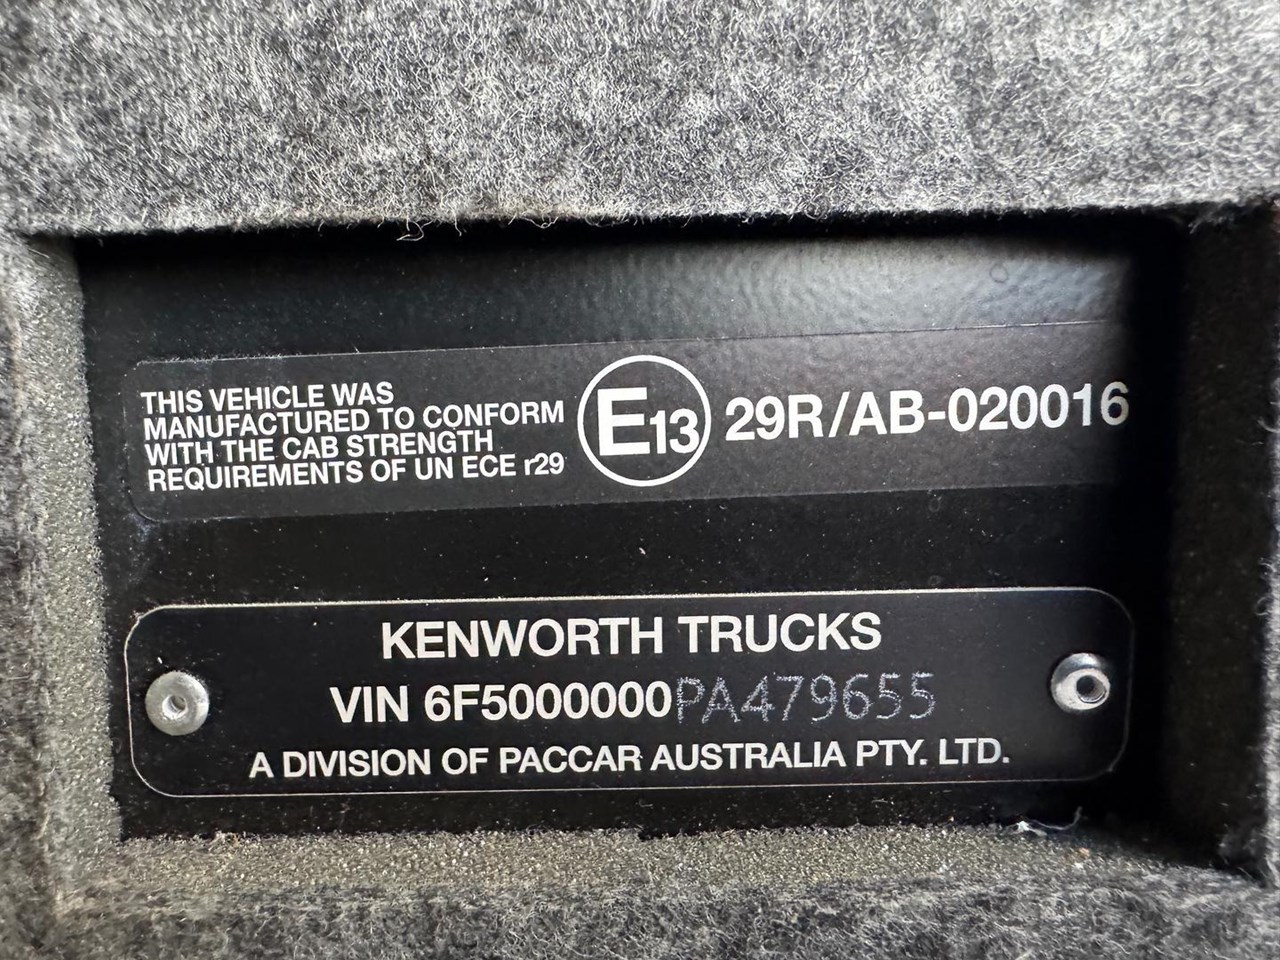 THIS VEHICLE WAS
MANUFACTURED TO CONFORM
WITH THE CAB STRENGTH
REQUIREMENTS OF UN ECE r29
E13 29R/AB-020016
KENWORTH TRUCKS
VIN 6F5000000PA479655
A DIVISION OF PACCAR AUSTRALIA PTY. LTD.